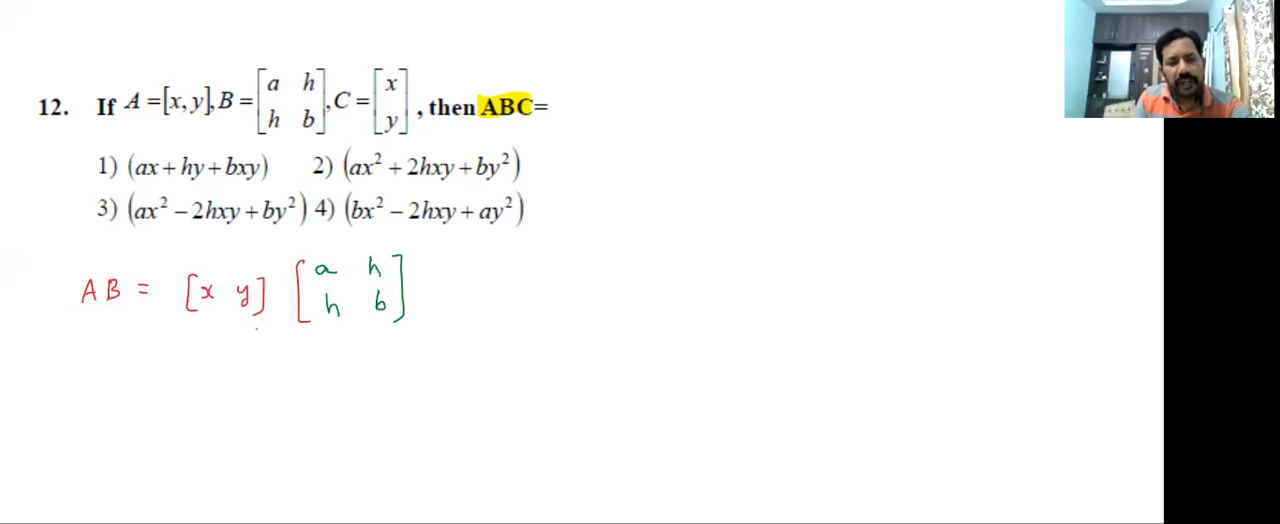 12. If A = [x, y], B = [a h; h b], C = [x; y], then ABC=
1) (ax + hy + bxy) 2) (ax² + 2hxy + by²)
3) (ax² − 2hxy + by²) 4) (bx² − 2hxy + ay²)
AB = [x y] [a h; h b]